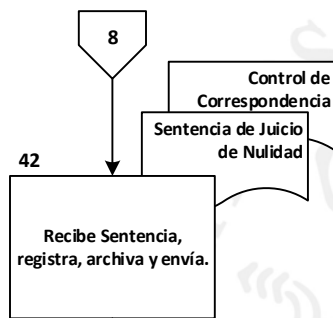 8
Control de
Correspondencia
Sentencia de Juicio
de Nulidad
42
Recibe Sentencia,
registra, archiva y envía.